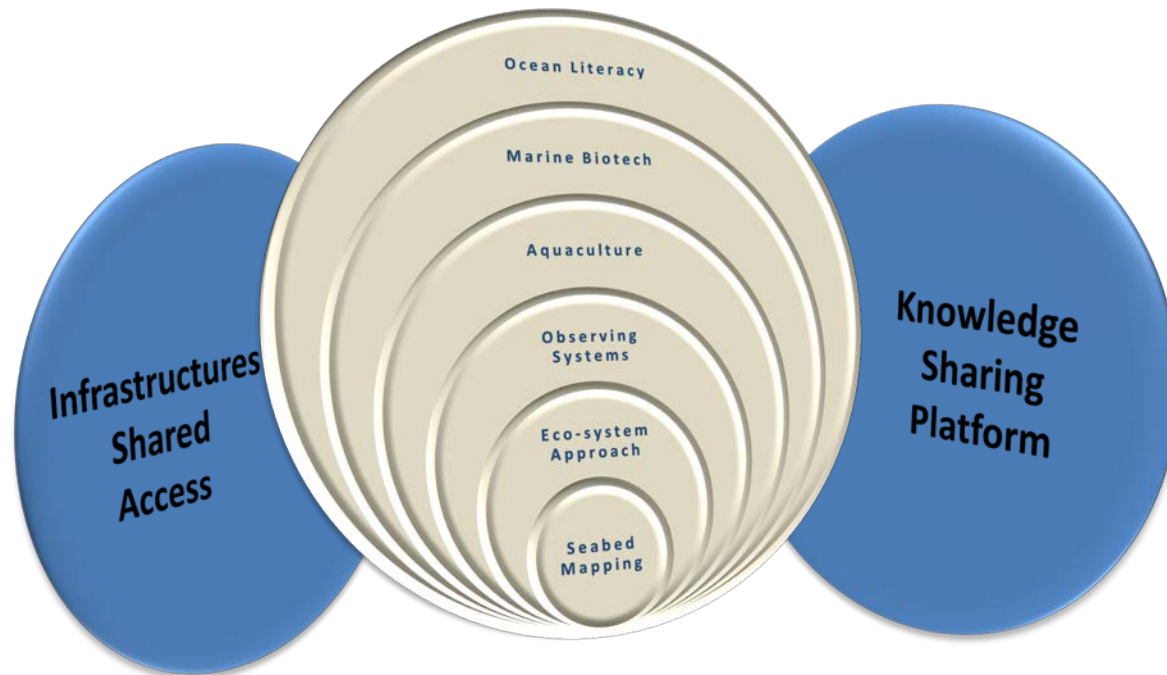 Ocean Literacy
Marine Biotech
Aquaculture
Observing
Systems
Eco-system
Approach
Seabed
Mapping
Infrastructures
Shared
Access
Knowledge
Sharing
Platform